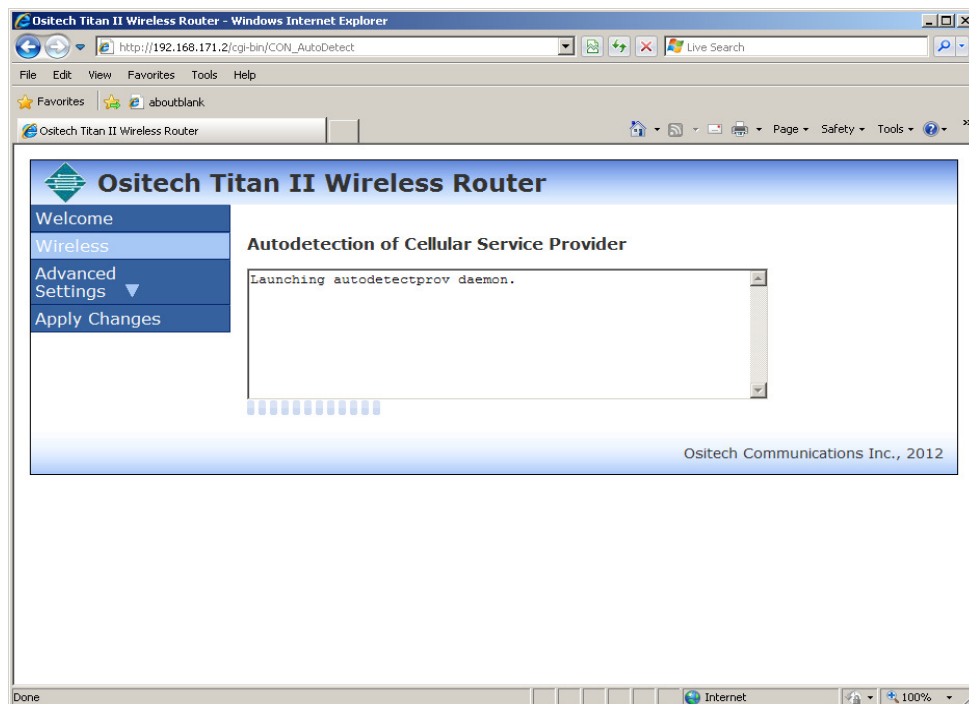 Ositech Titan II Wireless Router - Windows Internet Explorer
http://192.168.171.2/cgi-bin/CON_AutoDetect
Live Search
File Edit View Favorites Tools Help
Favorites aboutblank
Ositech Titan II Wireless Router
Page Safety Tools
Ositech Titan II Wireless Router
Welcome
Wireless
Advanced
Settings
Apply Changes
Autodetection of Cellular Service Provider
Launching autodetectprov daemon.
Ositech Communications Inc., 2012
Done
Internet
100%